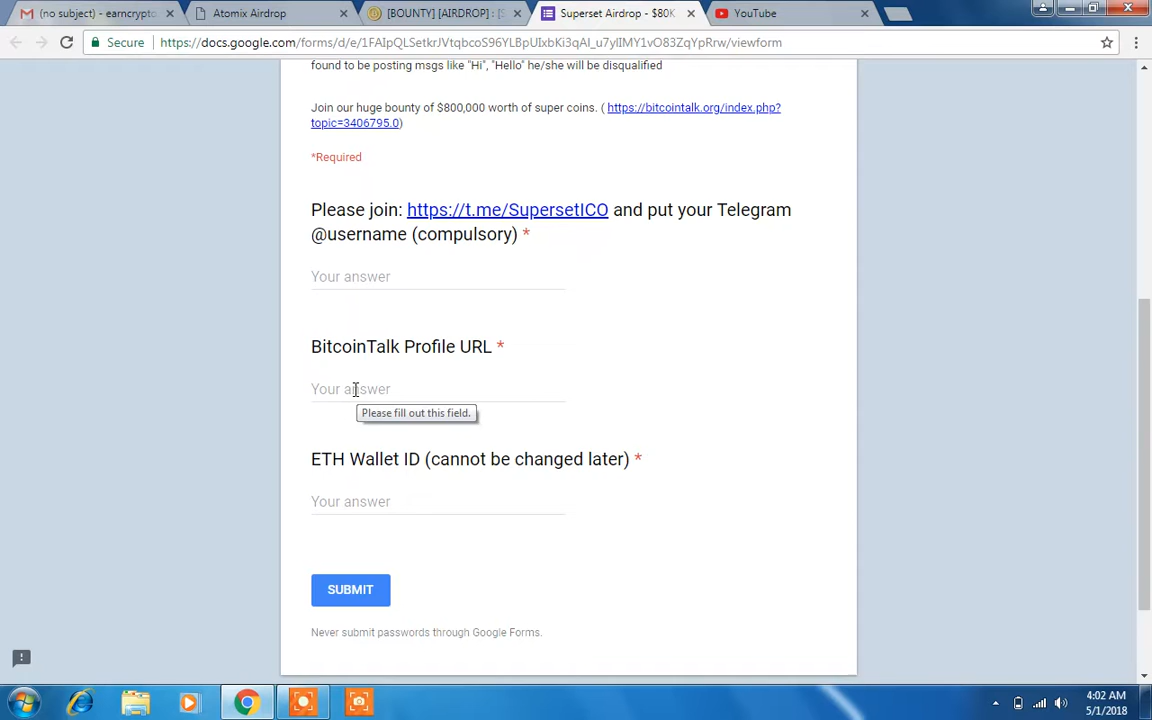 (no subject) - earncrypto
Atomix Airdrop
[BOUNTY] [AIRDROP] : [S
Superset Airdrop - $80K
YouTube
Secure https://docs.google.com/forms/d/e/1FAIpQLSetkrJVtqbcoS96YLBpUIxbKi3qAl_u7ylIMY1vO83ZqYpRrw/viewform
found to be posting msgs like "Hi", "Hello" he/she will be disqualified
Join our huge bounty of $800,000 worth of super coins. ( https://bitcointalk.org/index.php?
topic=3406795.0)
*Required
Please join: https://t.me/SupersetICO and put your Telegram
@username (compulsory) *
Your answer
BitcoinTalk Profile URL *
Your answer
Please fill out this field.
ETH Wallet ID (cannot be changed later) *
Your answer
SUBMIT
Never submit passwords through Google Forms.
4:02 AM
5/1/2018